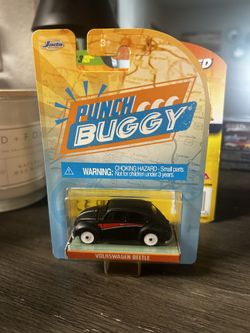 Jada
3+
PUNCH
BUGGY
WARNING: CHOKING HAZARD - Small parts
Not for children under 3 years
VOLKSWAGEN BEETLE